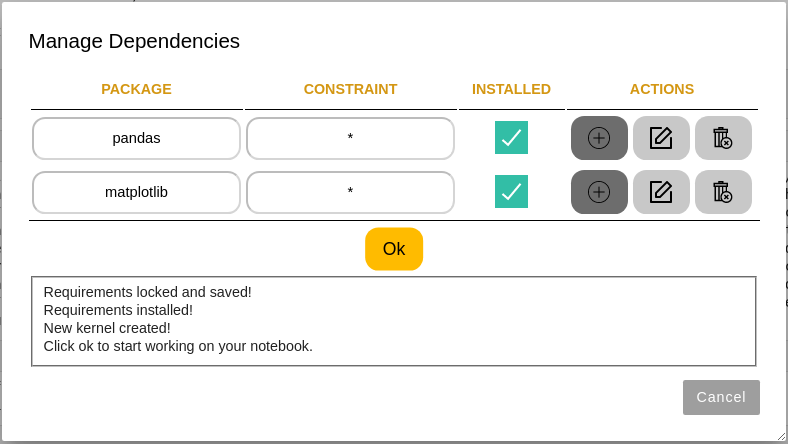 Manage Dependencies
PACKAGE CONSTRAINT INSTALLED ACTIONS
pandas *
matplotlib *
Ok
Requirements locked and saved!
Requirements installed!
New kernel created!
Click ok to start working on your notebook.
Cancel